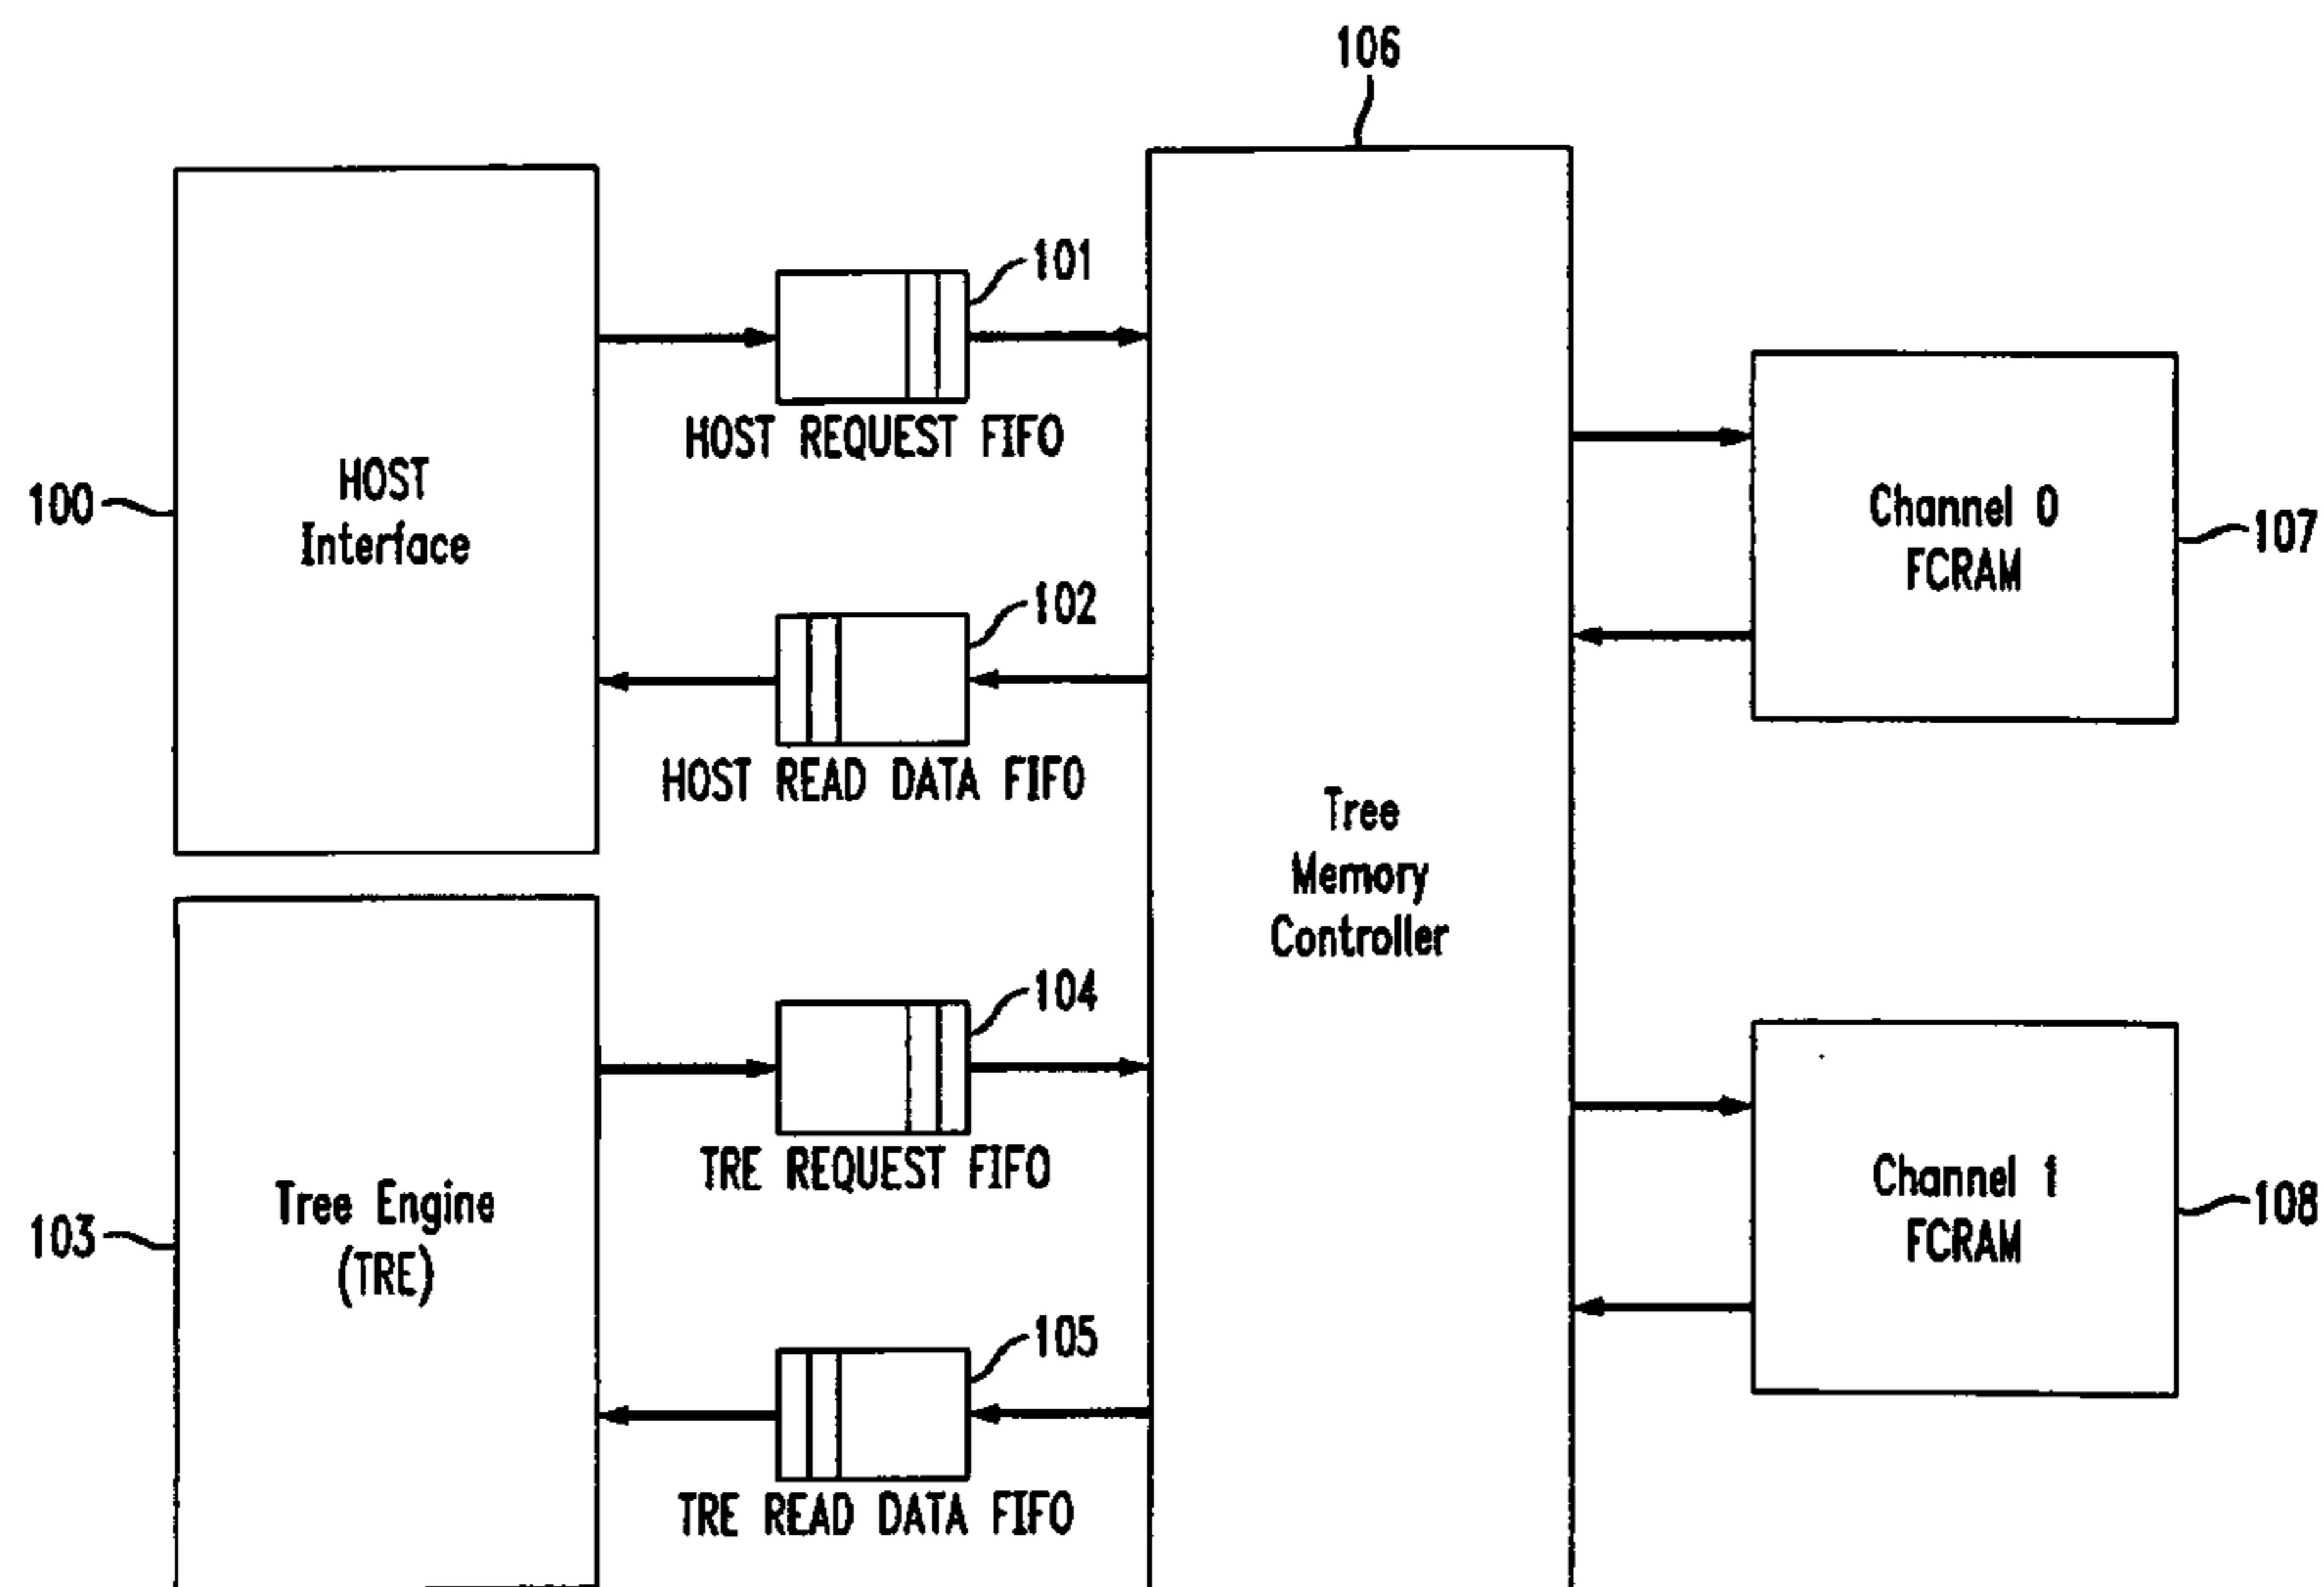 106
101
HOST REQUEST FIFO
100
HOST
Interface
102
HOST READ DATA FIFO
Channel 0
FCRAM
107
Tree
Memory
Controller
104
TRE REQUEST FIFO
103
Tree Engine
(TRE)
105
TRE READ DATA FIFO
Channel 1
FCRAM
108